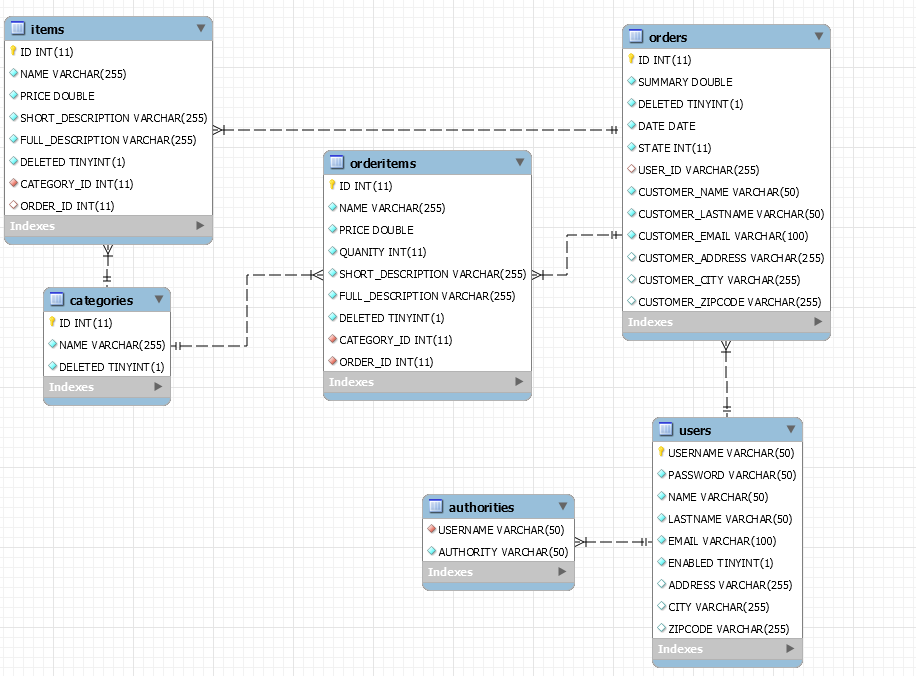 items
ID INT(11)
NAME VARCHAR(255)
PRICE DOUBLE
SHORT_DESCRIPTION VARCHAR(255)
FULL_DESCRIPTION VARCHAR(255)
DELETED TINYINT(1)
CATEGORY_ID INT(11)
ORDER_ID INT(11)
Indexes
categories
ID INT(11)
NAME VARCHAR(255)
DELETED TINYINT(1)
Indexes
orderitems
ID INT(11)
NAME VARCHAR(255)
PRICE DOUBLE
QUANITY INT(11)
SHORT_DESCRIPTION VARCHAR(255)
FULL_DESCRIPTION VARCHAR(255)
DELETED TINYINT(1)
CATEGORY_ID INT(11)
ORDER_ID INT(11)
Indexes
orders
ID INT(11)
SUMMARY DOUBLE
DELETED TINYINT(1)
DATE DATE
STATE INT(11)
USER_ID VARCHAR(255)
CUSTOMER_NAME VARCHAR(50)
CUSTOMER_LASTNAME VARCHAR(50)
CUSTOMER_EMAIL VARCHAR(100)
CUSTOMER_ADDRESS VARCHAR(255)
CUSTOMER_CITY VARCHAR(255)
CUSTOMER_ZIPCODE VARCHAR(255)
Indexes
authorities
USERNAME VARCHAR(50)
AUTHORITY VARCHAR(50)
Indexes
users
USERNAME VARCHAR(50)
PASSWORD VARCHAR(50)
NAME VARCHAR(50)
LASTNAME VARCHAR(50)
EMAIL VARCHAR(100)
ENABLED TINYINT(1)
ADDRESS VARCHAR(255)
CITY VARCHAR(255)
ZIPCODE VARCHAR(255)
Indexes